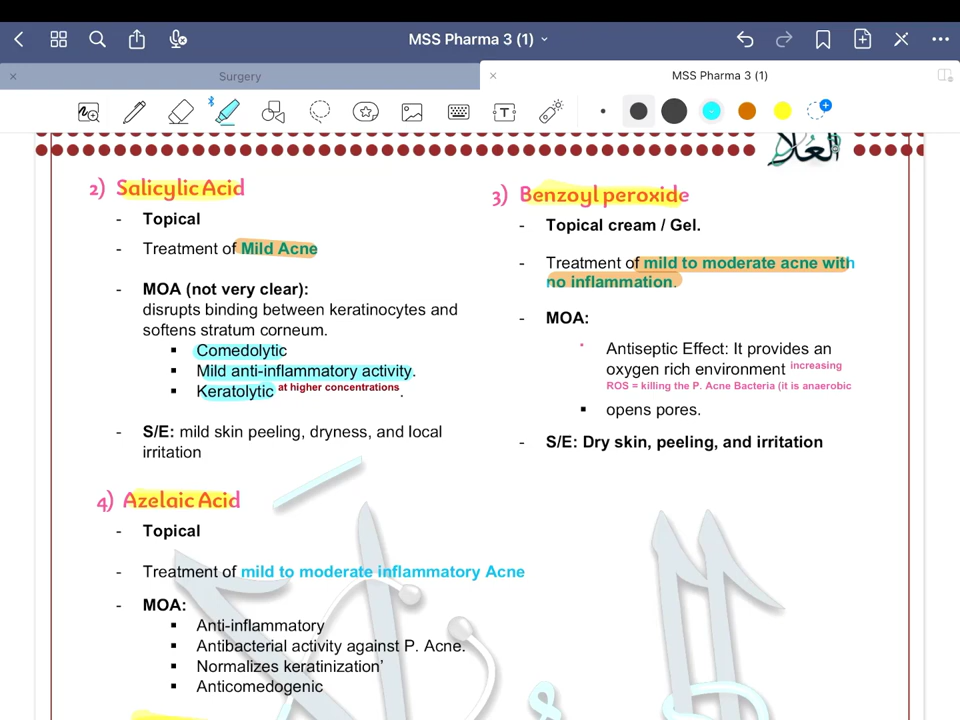 MSS Pharma 3 (1)
Surgery
MSS Pharma 3 (1)
T
العلا
2) Salicylic Acid
- Topical
- Treatment of Mild Acne
- MOA (not very clear):
disrupts binding between keratinocytes and
softens stratum corneum.
▪ Comedolytic
▪ Mild anti-inflammatory activity.
▪ Keratolytic at higher concentrations.
- S/E: mild skin peeling, dryness, and local
irritation
3) Benzoyl peroxide
- Topical cream / Gel.
- Treatment of mild to moderate acne with
no inflammation.
- MOA:
▪ Antiseptic Effect: It provides an
oxygen rich environment increasing
ROS = killing the P. Acne Bacteria (it is anaerobic
▪ opens pores.
- S/E: Dry skin, peeling, and irritation
4) Azelaic Acid
- Topical
- Treatment of mild to moderate inflammatory Acne
- MOA:
▪ Anti-inflammatory
▪ Antibacterial activity against P. Acne.
▪ Normalizes keratinization’
▪ Anticomedogenic